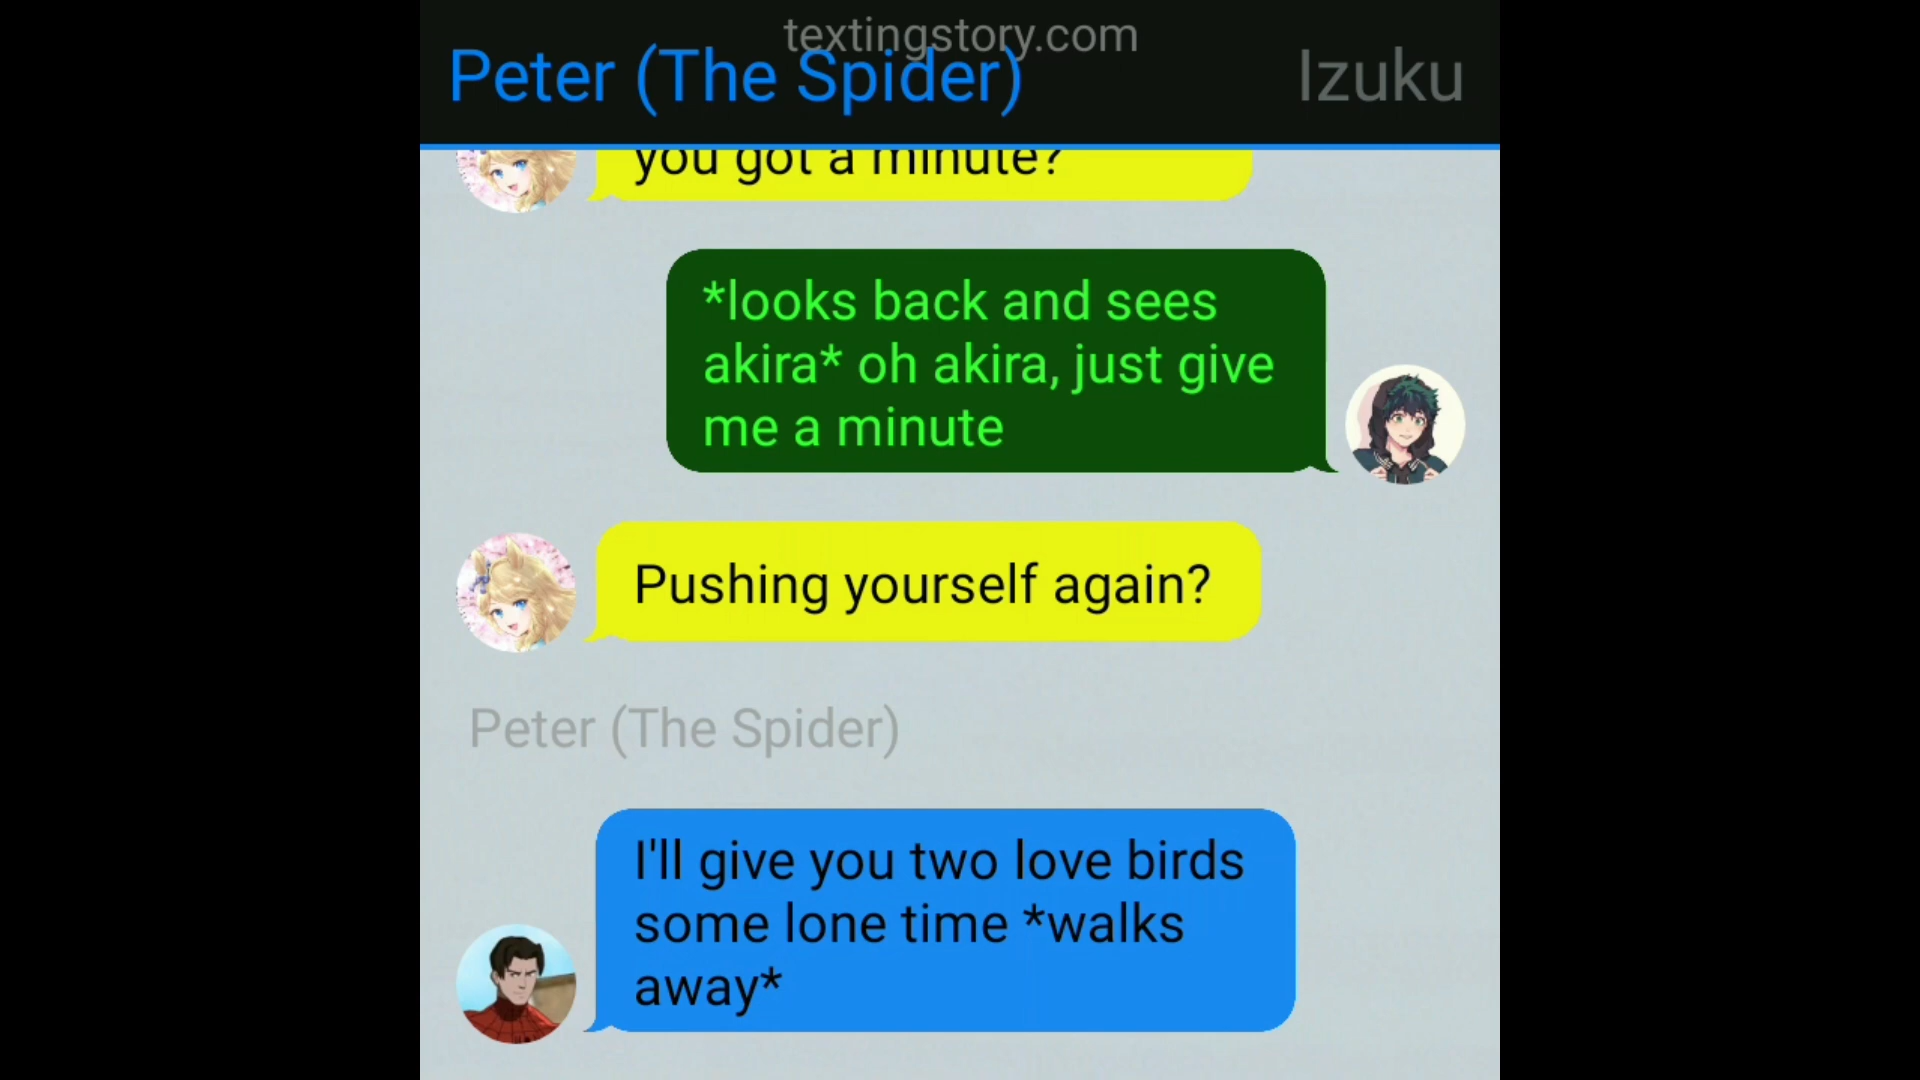 textingstory.com
Peter (The Spider) Izuku
you got a minute?
*looks back and sees
akira* oh akira, just give
me a minute
Pushing yourself again?
Peter (The Spider)
I'll give you two love birds
some lone time *walks
away*